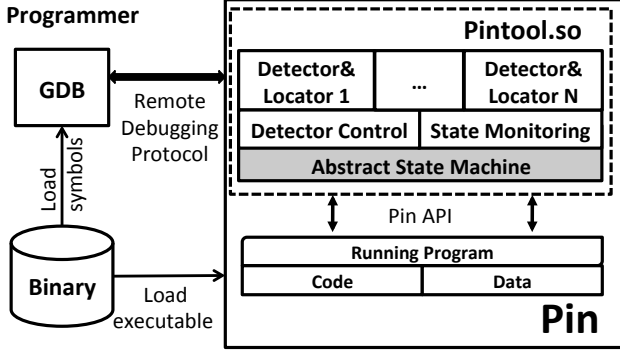 Programmer
GDB
Remote
Debugging
Protocol
Load
symbols
Binary
Load
executable
Pintool.so
Detector&
Locator 1
...
Detector&
Locator N
Detector Control
State Monitoring
Abstract State Machine
Pin API
Running Program
Code
Data
Pin